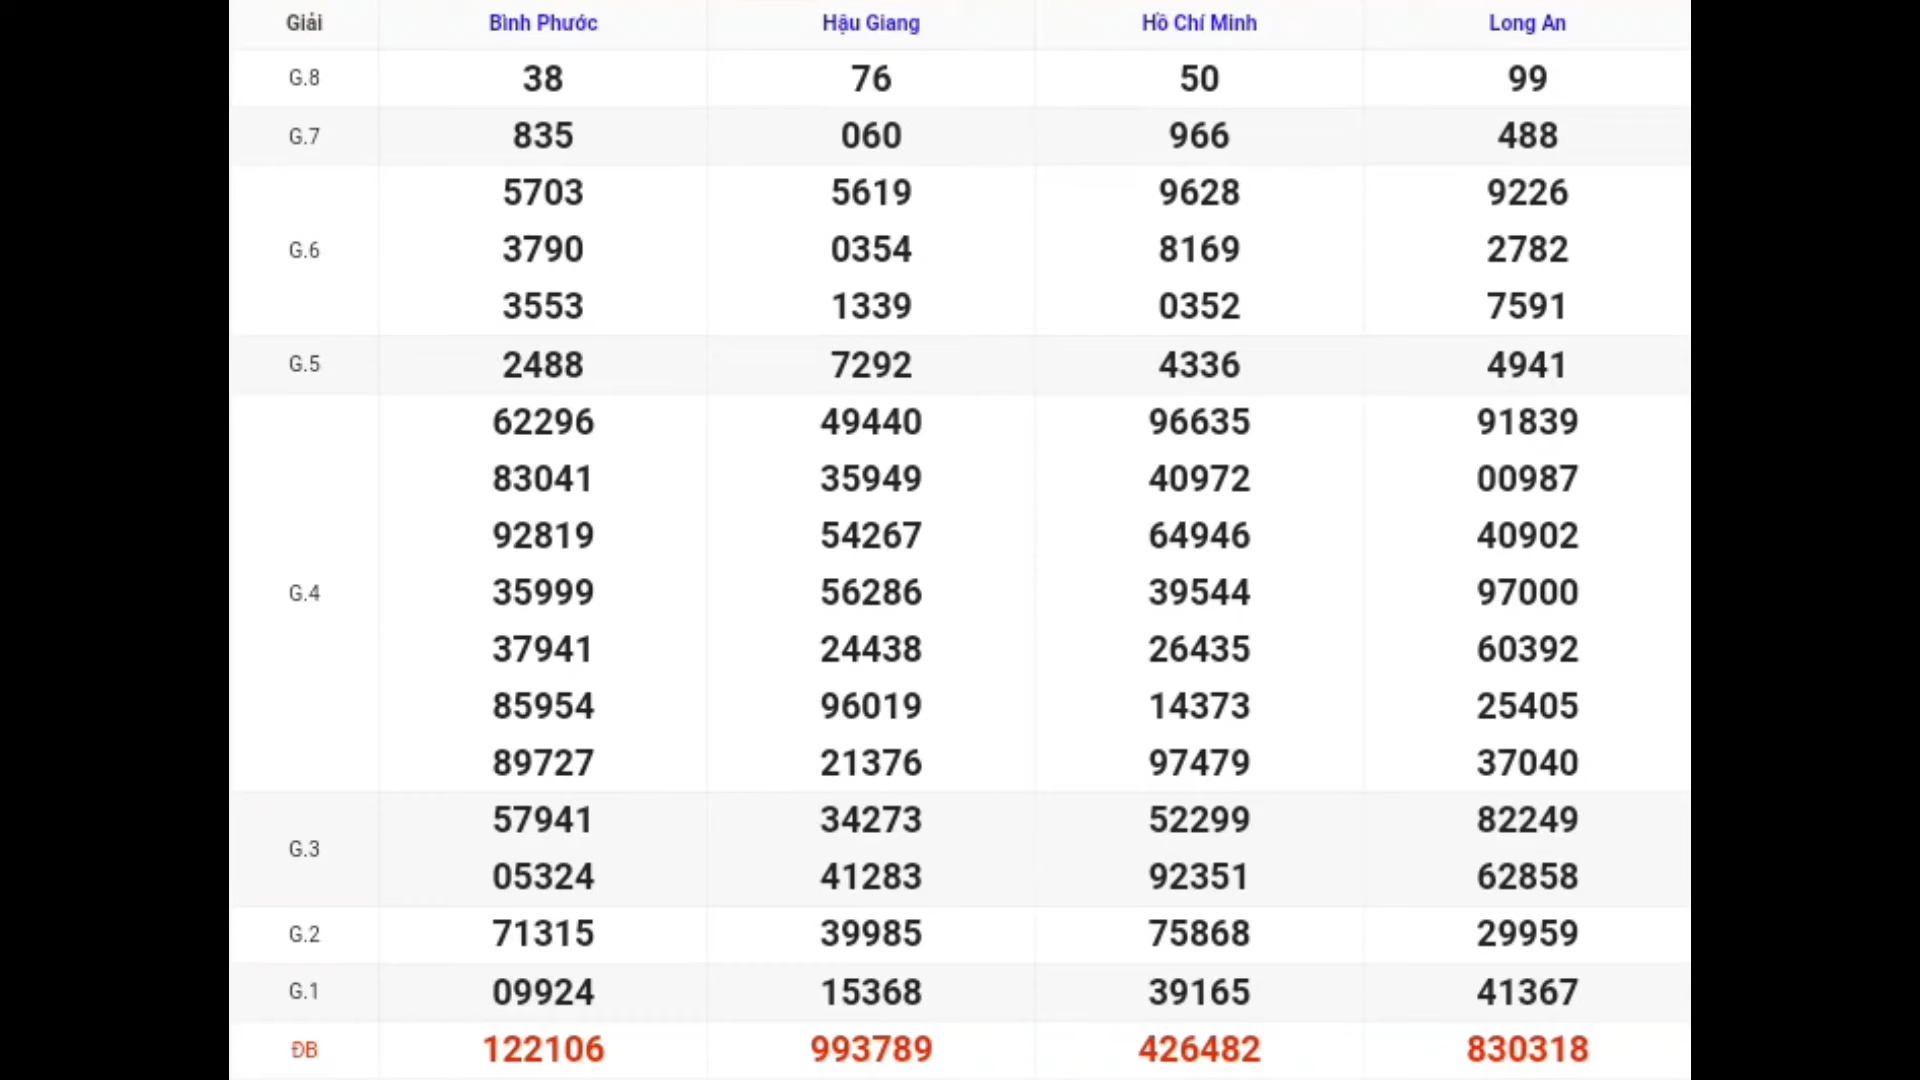 Giải Bình Phước Hậu Giang Hồ Chí Minh Long An
G.8 38 76 50 99
G.7 835 060 966 488
5703 5619 9628 9226
G.6 3790 0354 8169 2782
3553 1339 0352 7591
G.5 2488 7292 4336 4941
62296 49440 96635 91839
83041 35949 40972 00987
92819 54267 64946 40902
G.4 35999 56286 39544 97000
37941 24438 26435 60392
85954 96019 14373 25405
89727 21376 97479 37040
57941 34273 52299 82249
G.3
05324 41283 92351 62858
G.2 71315 39985 75868 29959
G.1 09924 15368 39165 41367
ĐB 122106 993789 426482 830318